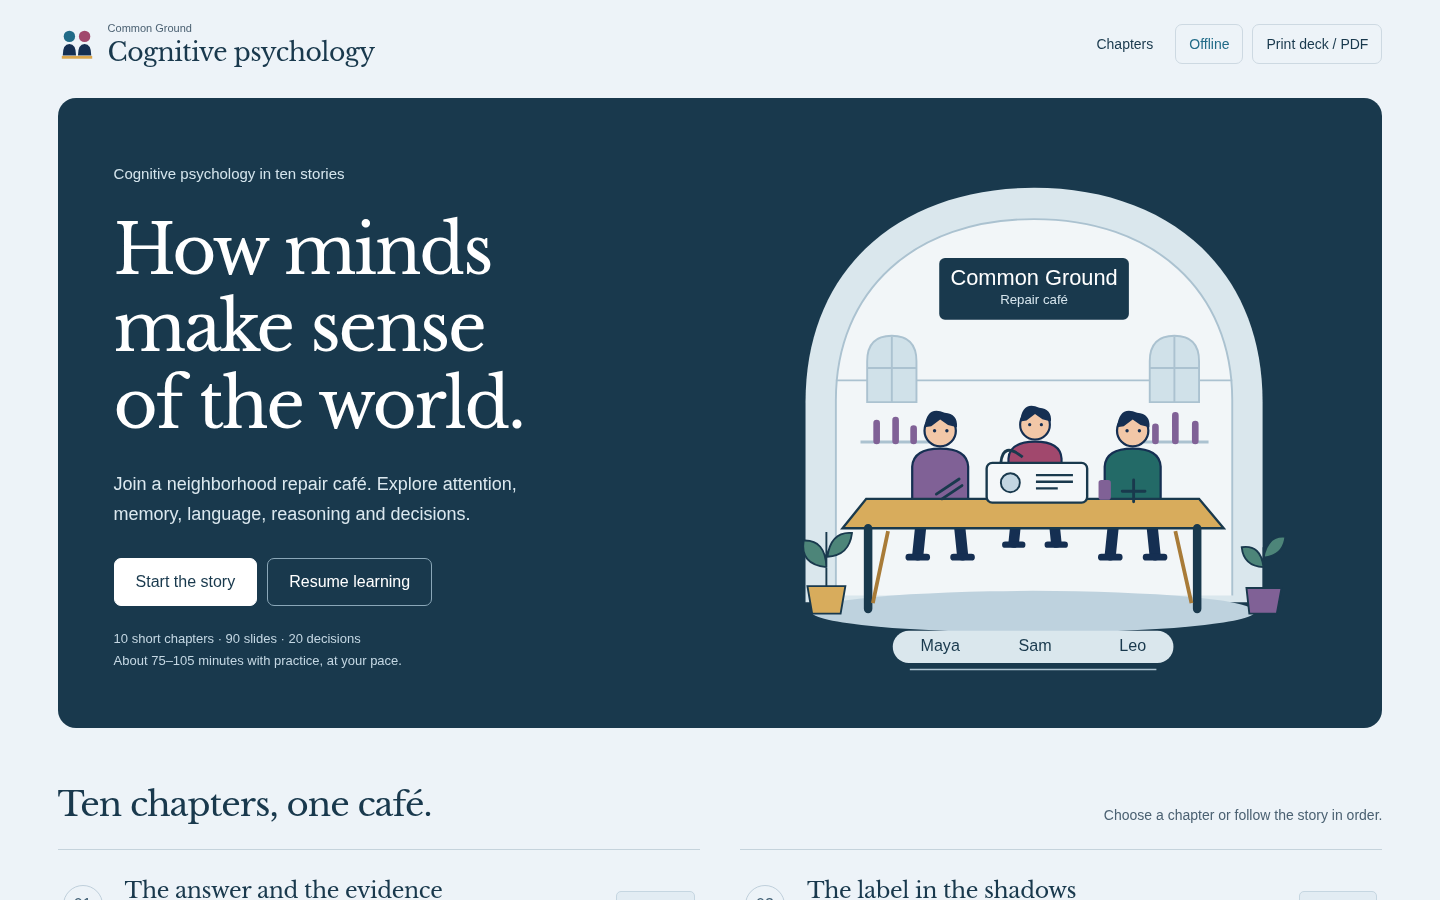 Common Ground
Cognitive psychology
Chapters
Offline
Print deck / PDF
Cognitive psychology in ten stories
How minds
make sense
of the world.
Join a neighborhood repair café. Explore attention,
memory, language, reasoning and decisions.
Start the story
Resume learning
10 short chapters · 90 slides · 20 decisions
About 75–105 minutes with practice, at your pace.
Common Ground
Repair café
Maya
Sam
Leo
Ten chapters, one café.
Choose a chapter or follow the story in order.
The answer and the evidence
The label in the shadows